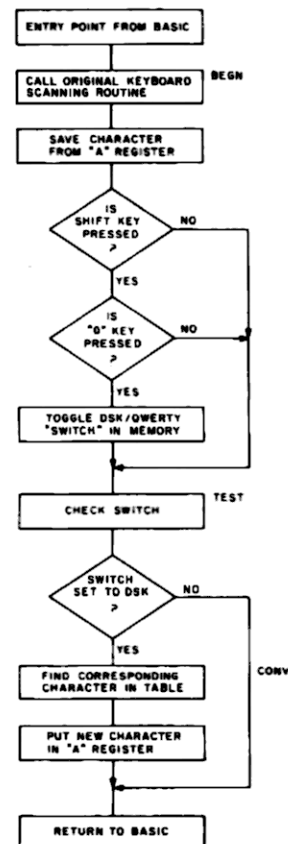 ENTRY POINT FROM BASIC
CALL ORIGINAL KEYBOARD
SCANNING ROUTINE
BEGN
SAVE CHARACTER
FROM "A" REGISTER
IS
SHIFT KEY
PRESSED
?
NO
YES
IS
"0" KEY
PRESSED
?
NO
YES
TOGGLE DSK/QWERTY
"SWITCH" IN MEMORY
TEST
CHECK SWITCH
SWITCH
SET TO DSK
?
NO
YES
CONV
FIND CORRESPONDING
CHARACTER IN TABLE
PUT NEW CHARACTER
IN "A" REGISTER
RETURN TO BASIC